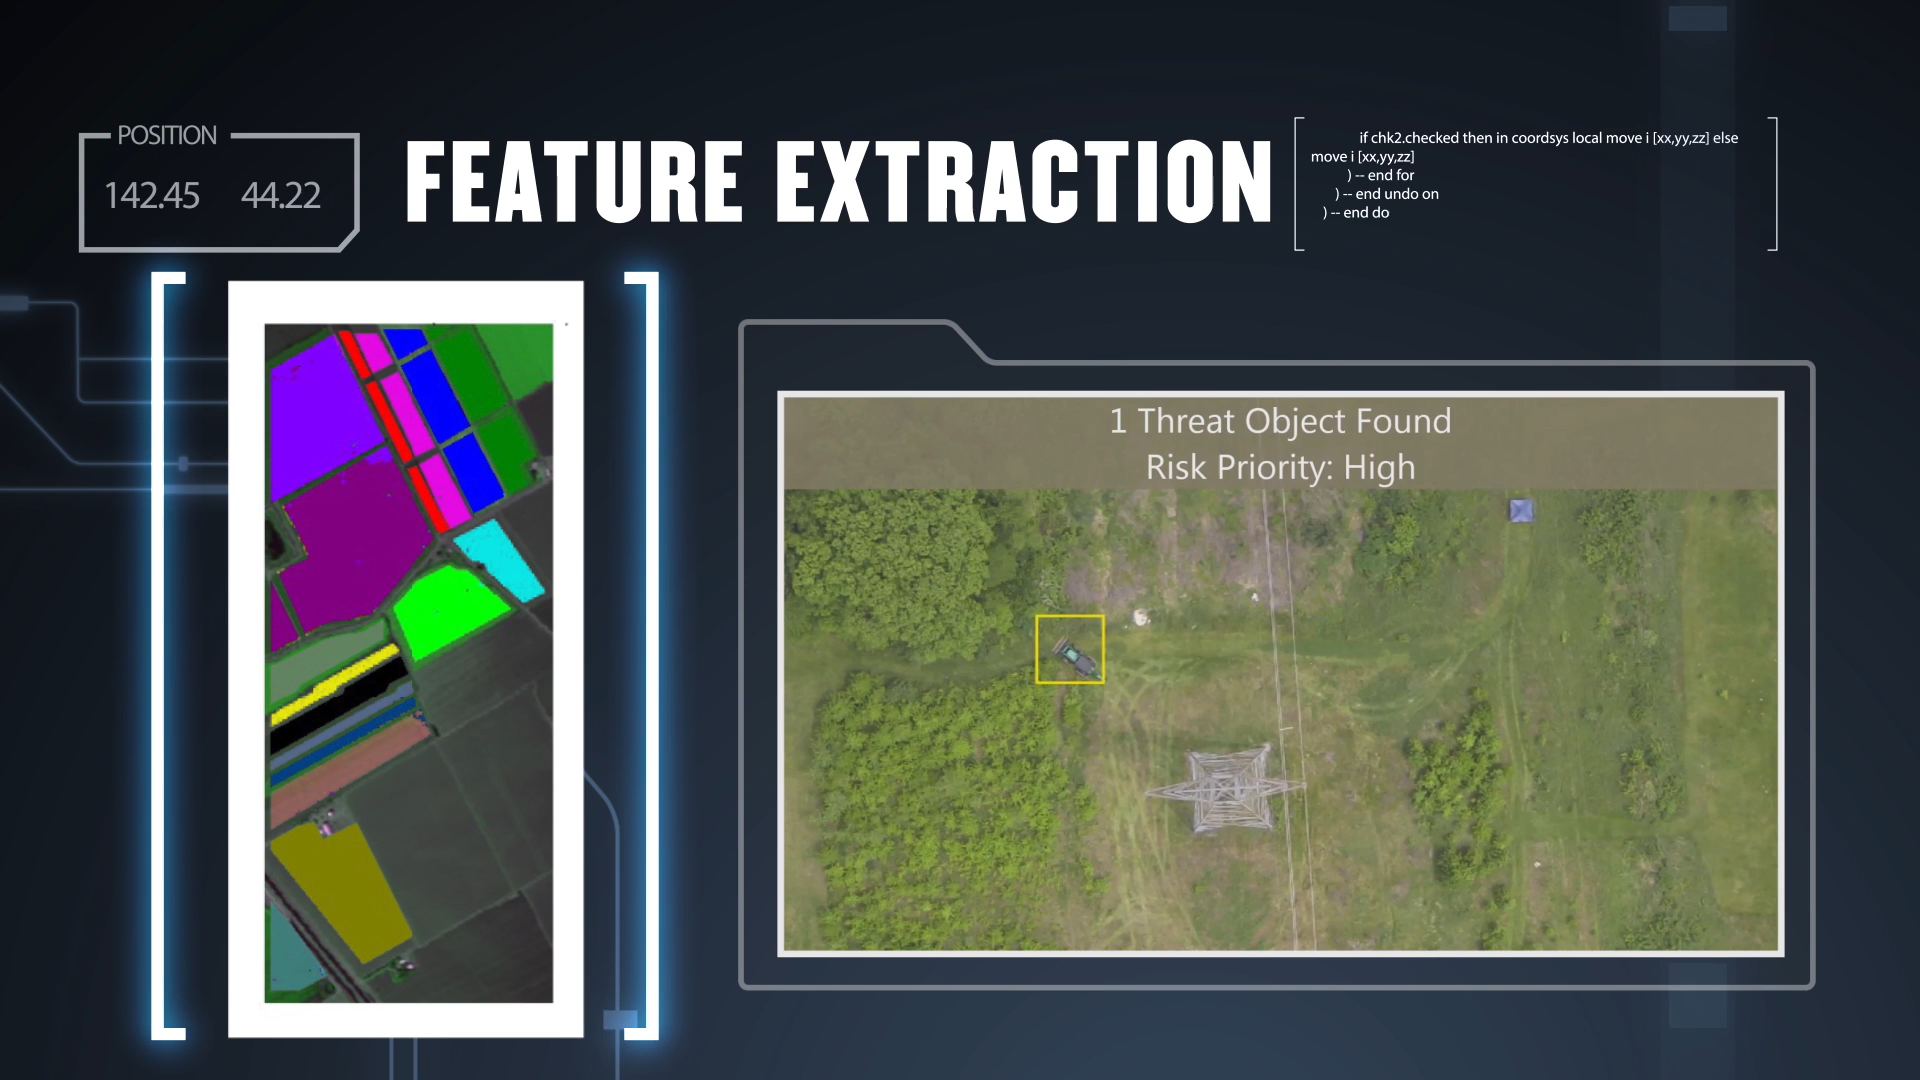 POSITION
142.45 44.22
FEATURE EXTRACTION
if chk2.checked then in coordsys local move i [xx,yy,zz] else
move i [xx,yy,zz]
) -- end for
) -- end undo on
) -- end do
1 Threat Object Found
Risk Priority: High